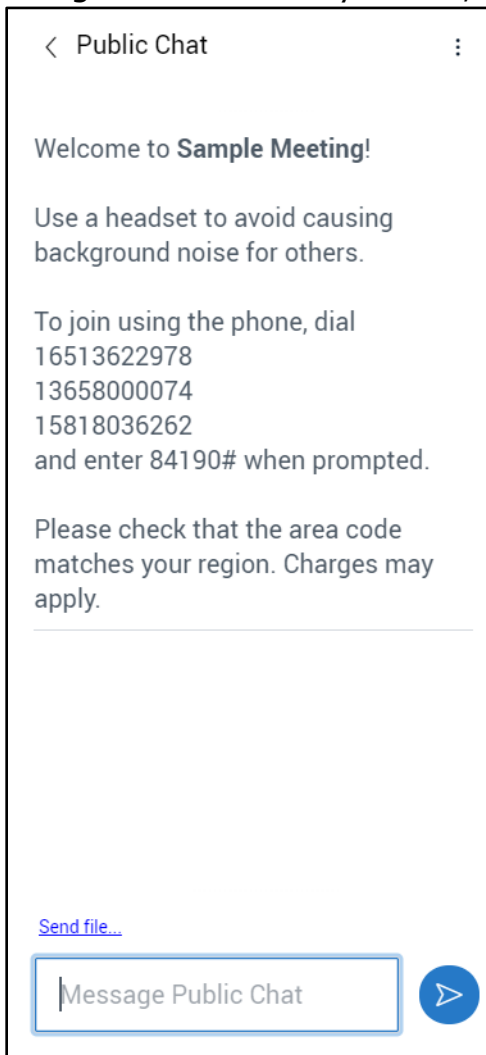 Public Chat
Welcome to Sample Meeting!
Use a headset to avoid causing
background noise for others.
To join using the phone, dial
16513622978
13658000074
15818036262
and enter 84190# when prompted.
Please check that the area code
matches your region. Charges may
apply.
Send file...
Message Public Chat